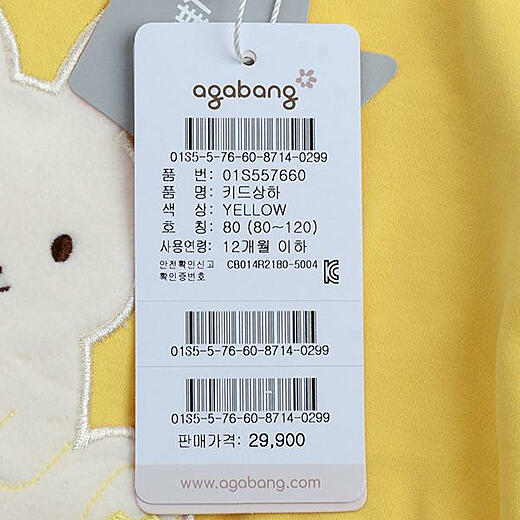 agabang
01S5-5-76-60-8714-0299
품 번: 01S557660
품 명: 키드상하
색 상: YELLOW
호 칭: 80 (80~120)
사용연령: 12개월 이하
안전확인신고 CB014R2180-5004
확인증번호
01S5-5-76-60-8714-0299
01S5-5-76-60-8714-0299
판매가격: 29,900
www.agabang.com